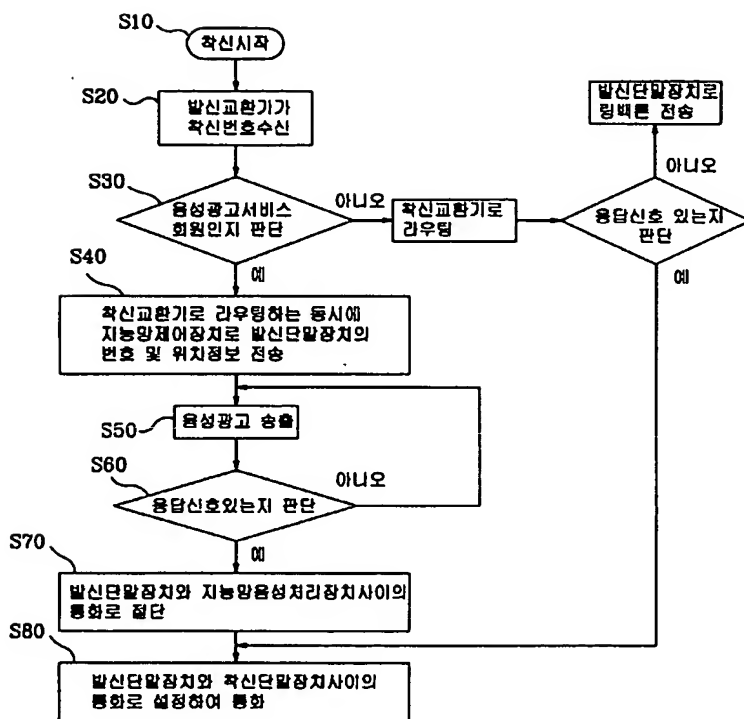 S10
착신시작
S20
발신교환기가
착신번호수신
발신단말장치로
링백톤 전송
아니오
S30
음성광고서비스
회원인지 판단
아니오
착신교환기로
라우팅
응답신호 있는지
판단
예
예
S40
착신교환기로 라우팅하는 동시에
지능망제어장치로 발신단말장치의
번호 및 위치정보 전송
S50
음성광고 송출
S60
응답신호있는지 판단
아니오
예
S70
발신단말장치와 지능망음성처리장치사이의
통화로 절단
S80
발신단말장치와 착신단말장치사이의
통화로 설정하여 통화